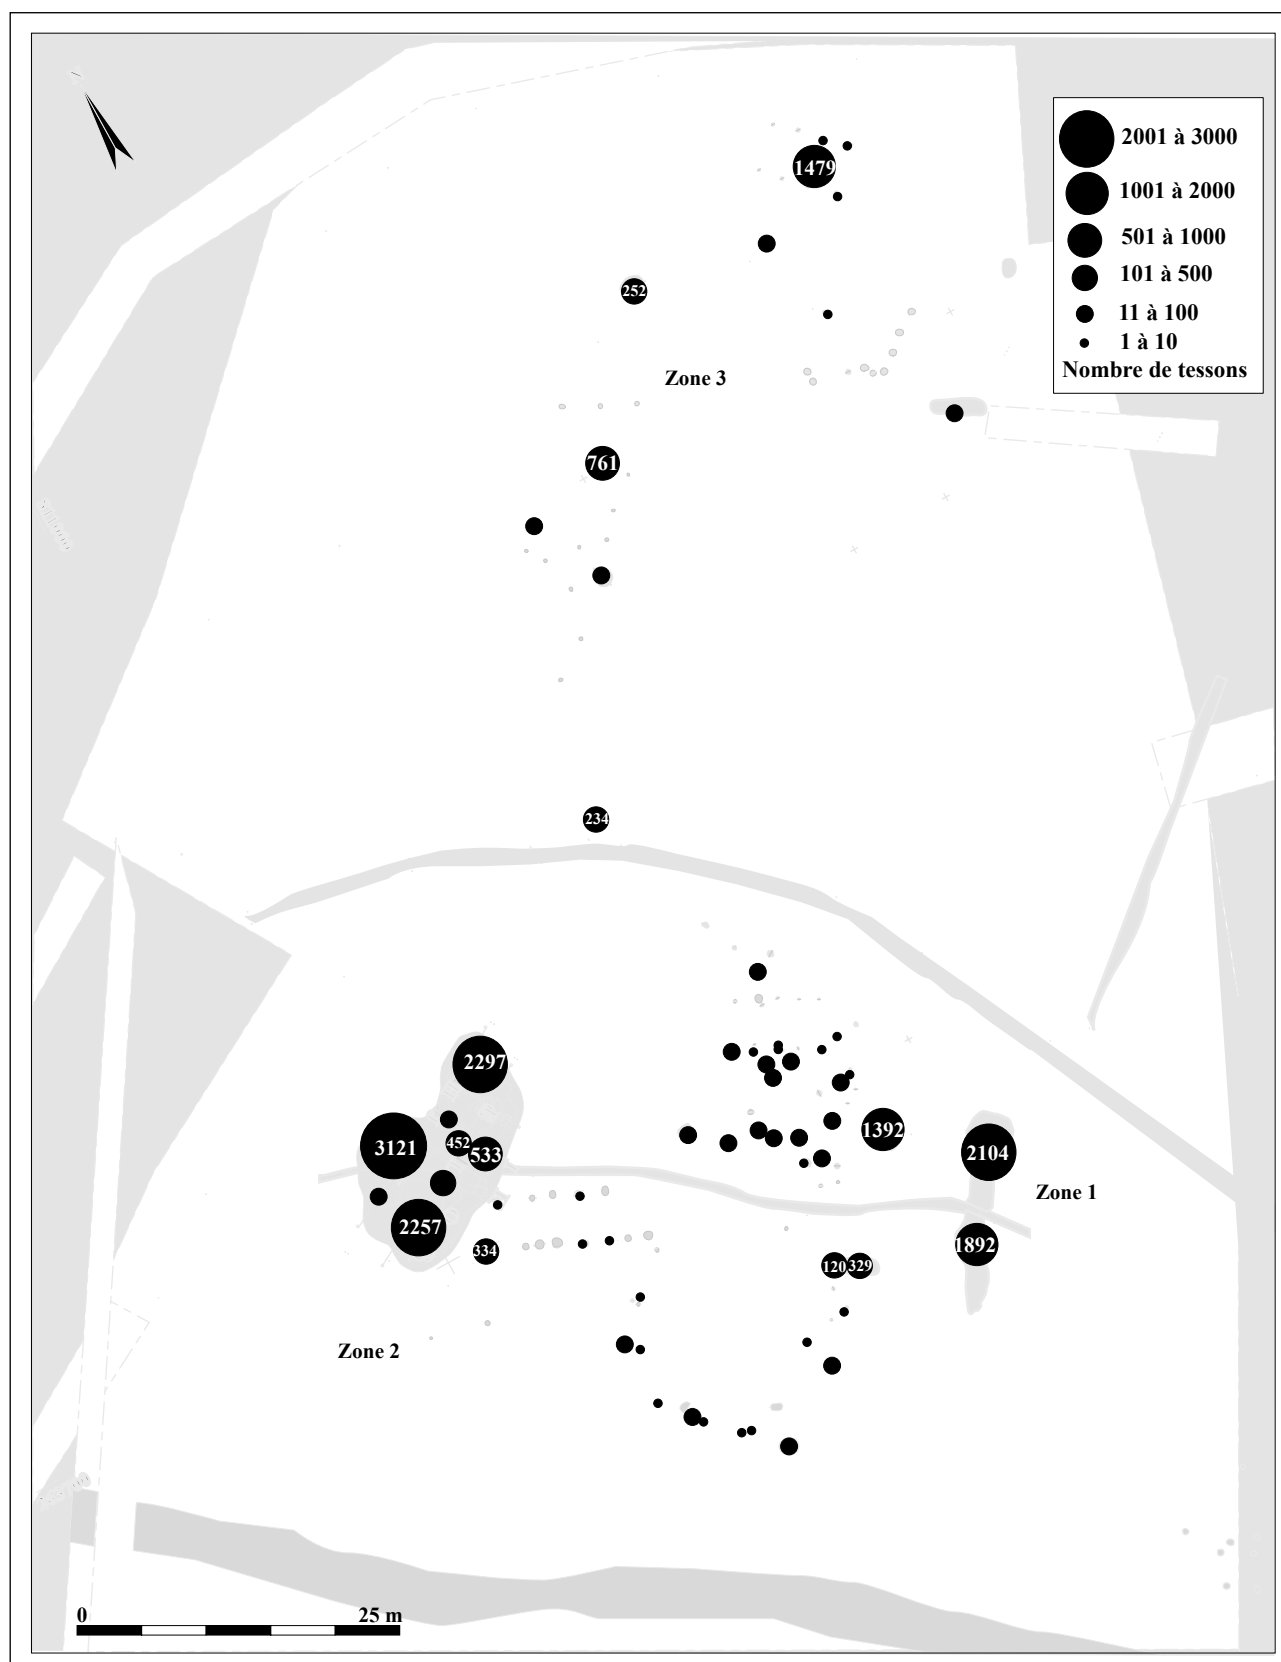 2001 à 3000
1001 à 2000
501 à 1000
101 à 500
11 à 100
1 à 10
Nombre de tessons
1479
252
Zone 3
761
234
2297
3121
452
533
1392
2104
Zone 1
2257
334
1892
120
329
Zone 2
0 25 m